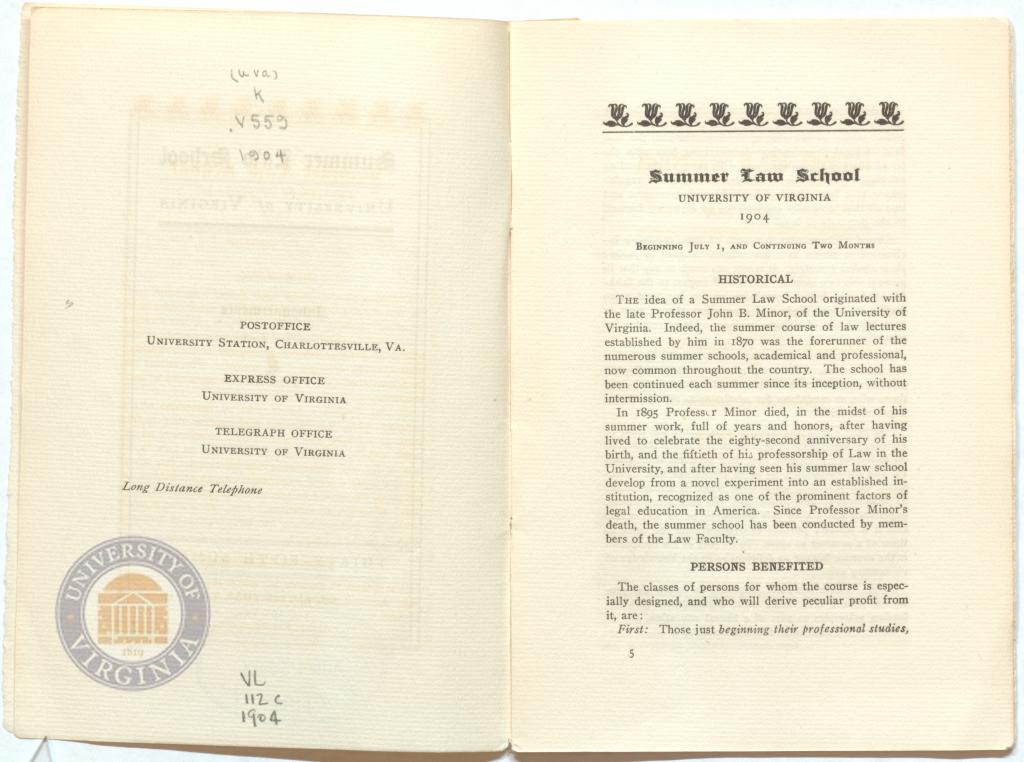 (uva)
K
.V559
1904
POSTOFFICE
UNIVERSITY STATION, CHARLOTTESVILLE, VA.
EXPRESS OFFICE
UNIVERSITY OF VIRGINIA
TELEGRAPH OFFICE
UNIVERSITY OF VIRGINIA
Long Distance Telephone
UNIVERSITY OF
VIRGINIA
1819
VL
112 C
1904
Summer Law School
UNIVERSITY OF VIRGINIA
1904
BEGINNING JULY 1, AND CONTINUING TWO MONTHS
HISTORICAL
THE idea of a Summer Law School originated with
the late Professor John B. Minor, of the University of
Virginia. Indeed, the summer course of law lectures
established by him in 1870 was the forerunner of the
numerous summer schools, academical and professional,
now common throughout the country. The school has
been continued each summer since its inception, without
intermission.
In 1895 Professor Minor died, in the midst of his
summer work, full of years and honors, after having
lived to celebrate the eighty-second anniversary of his
birth, and the fiftieth of his professorship of Law in the
University, and after having seen his summer law school
develop from a novel experiment into an established in-
stitution, recognized as one of the prominent factors of
legal education in America. Since Professor Minor's
death, the summer school has been conducted by mem-
bers of the Law Faculty.
PERSONS BENEFITED
The classes of persons for whom the course is espec-
ially designed, and who will derive peculiar profit from
it, are:
First: Those just beginning their professional studies,
5